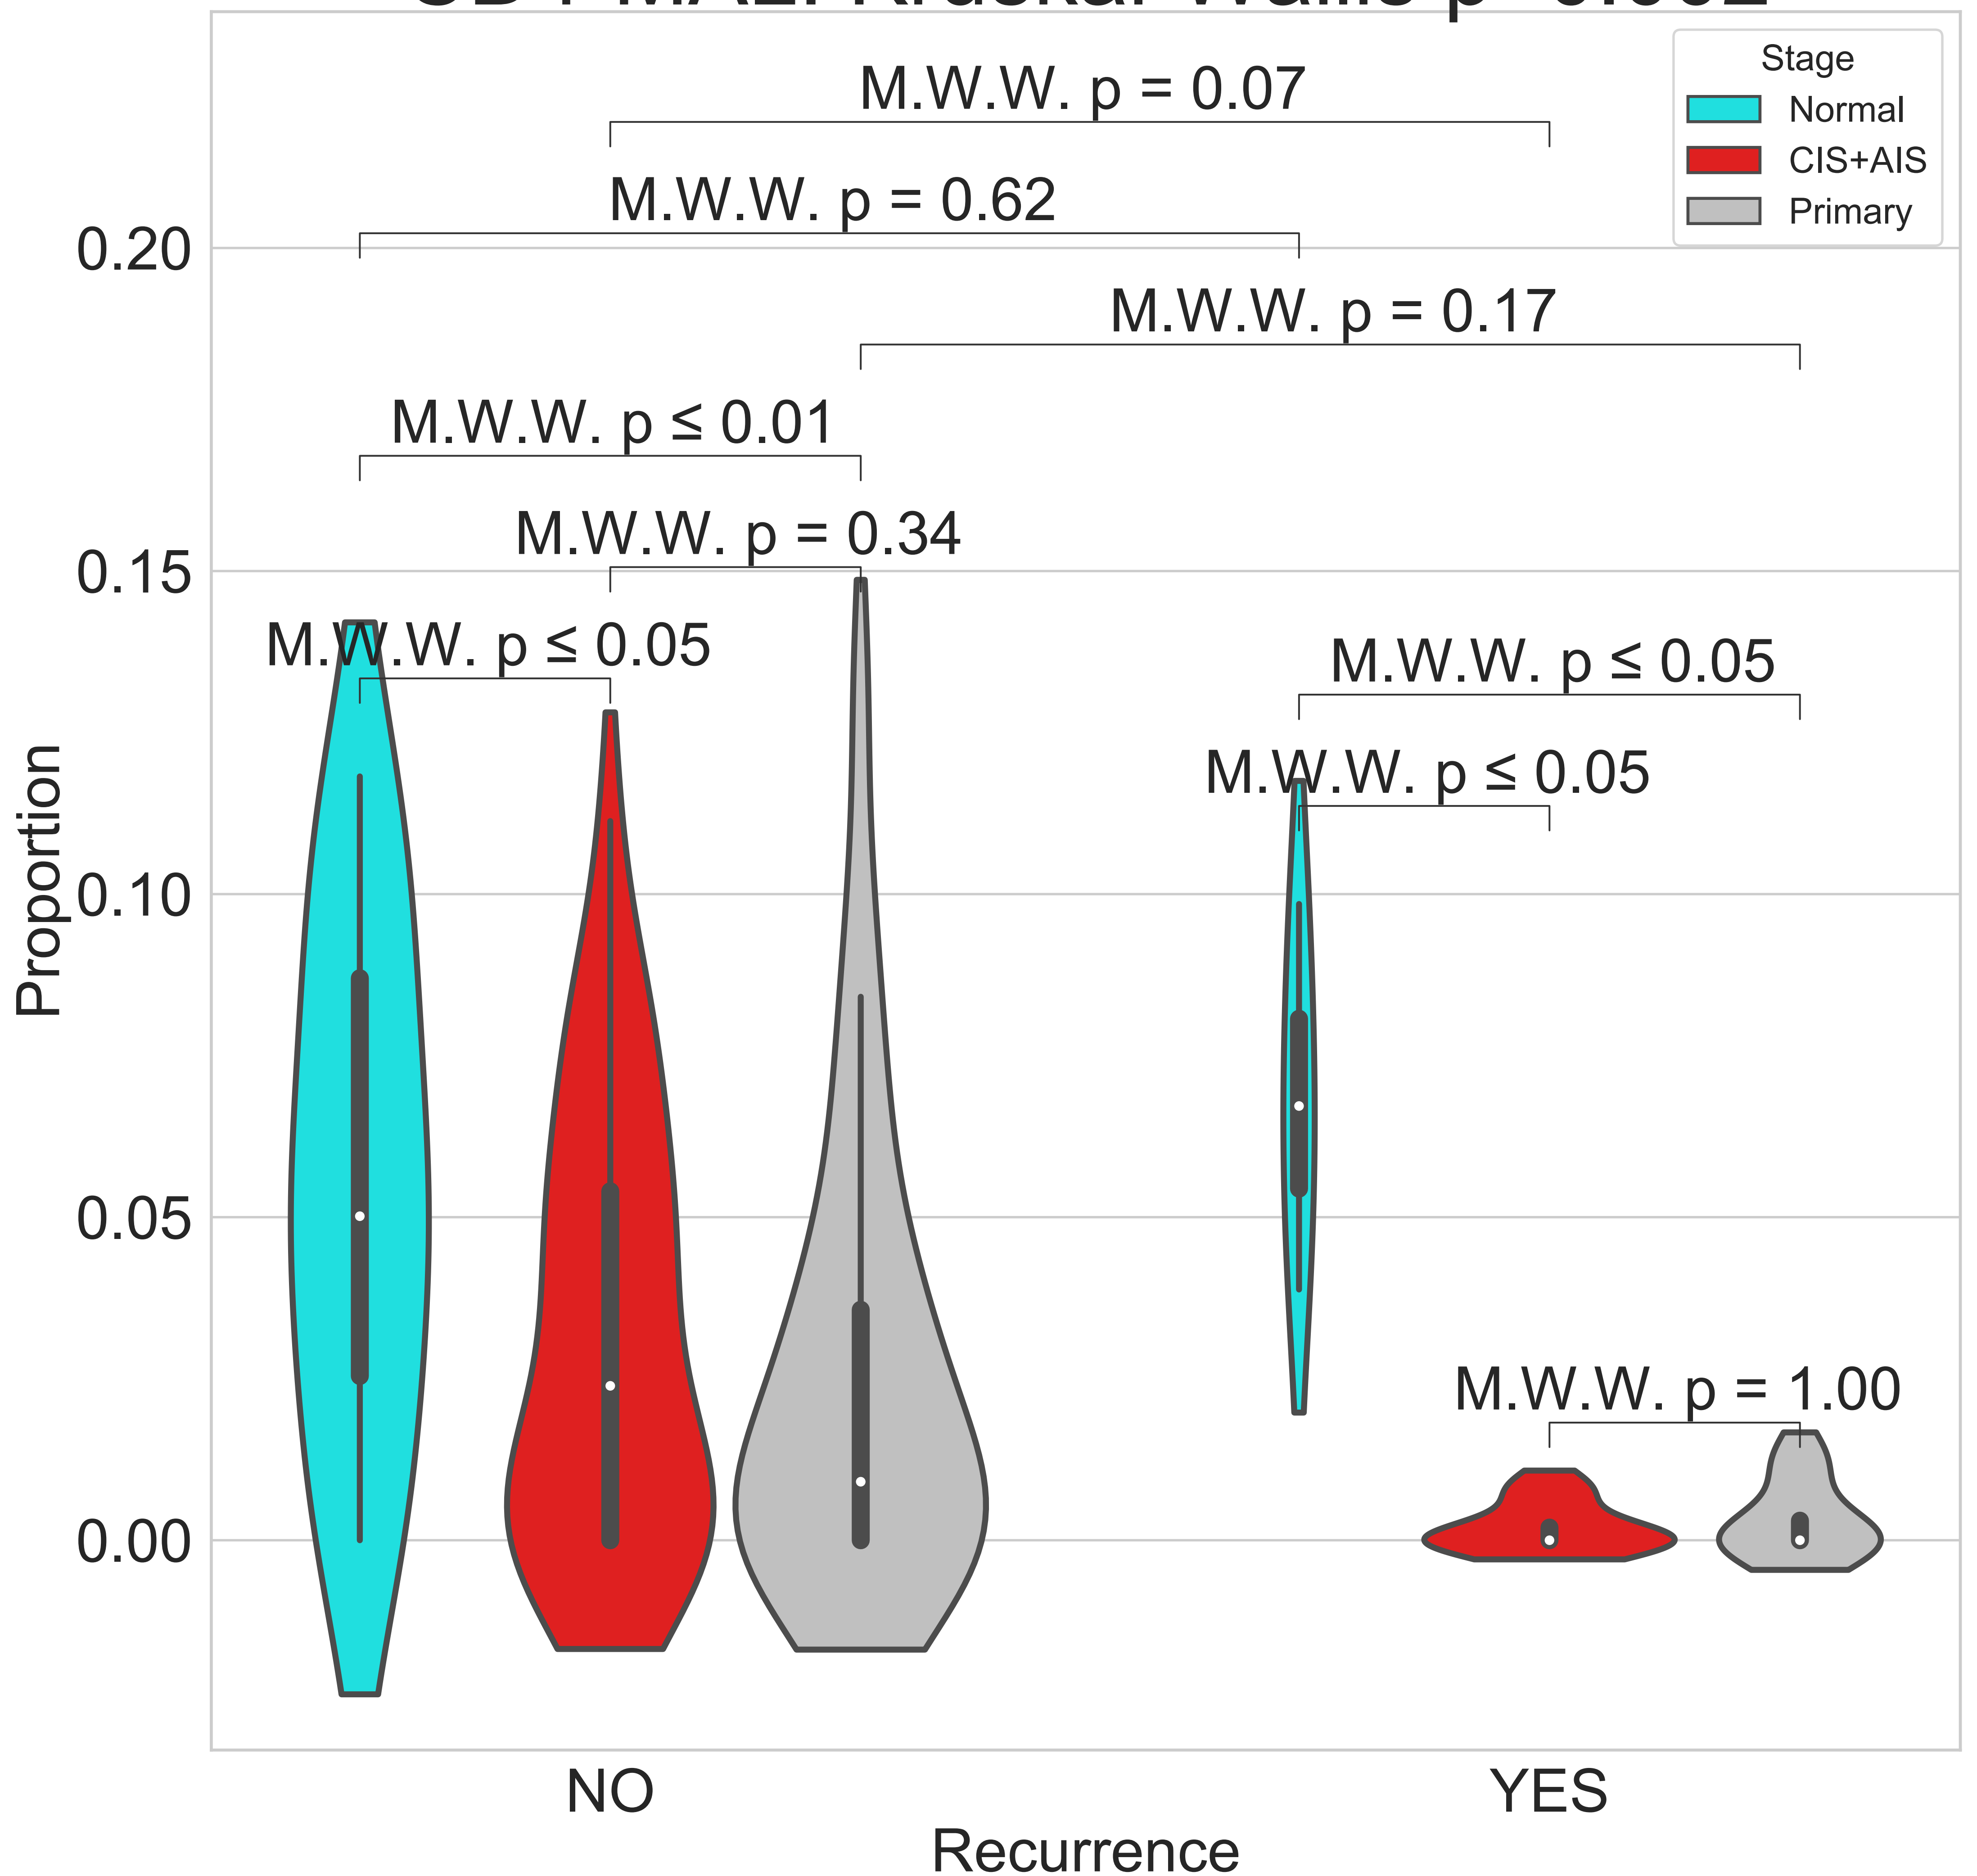 M.W.W. p = 0.07
Stage
Normal
CIS+AIS
Primary
M.W.W. p = 0.62
0.20
M.W.W. p = 0.17
M.W.W. p ≤ 0.01
M.W.W. p = 0.34
0.15
M.W.W. p ≤ 0.05
M.W.W. p ≤ 0.05
M.W.W. p ≤ 0.05
0.10
Proportion
0.05
M.W.W. p = 1.00
0.00
NO
YES
Recurrence